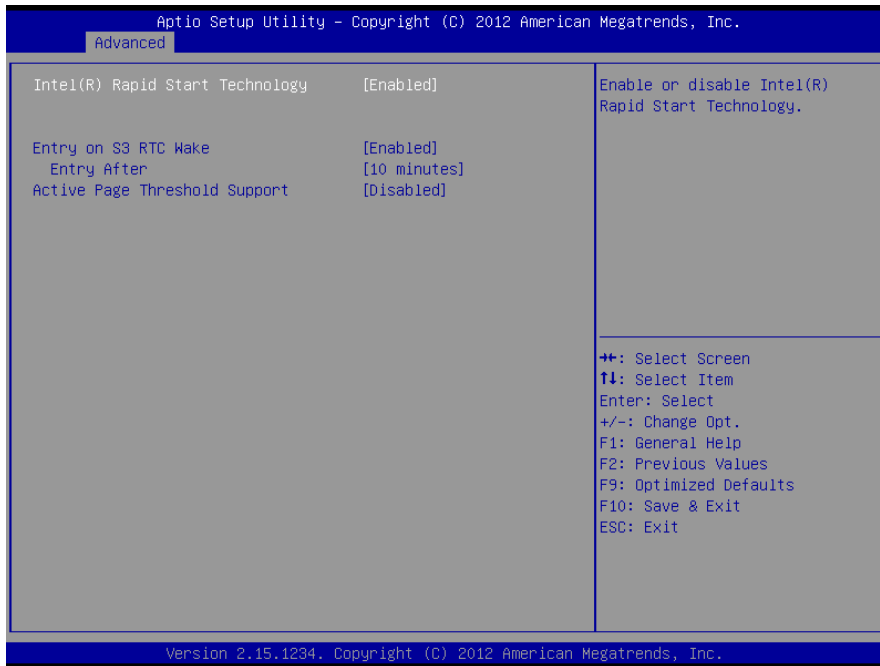 Aptio Setup Utility – Copyright (C) 2012 American Megatrends, Inc.
Advanced
Intel(R) Rapid Start Technology [Enabled]
Entry on S3 RTC Wake [Enabled]
Entry After [10 minutes]
Active Page Threshold Support [Disabled]
Enable or disable Intel(R)
Rapid Start Technology.
→←: Select Screen
↑↓: Select Item
Enter: Select
+/-: Change Opt.
F1: General Help
F2: Previous Values
F9: Optimized Defaults
F10: Save & Exit
ESC: Exit
Version 2.15.1234. Copyright (C) 2012 American Megatrends, Inc.